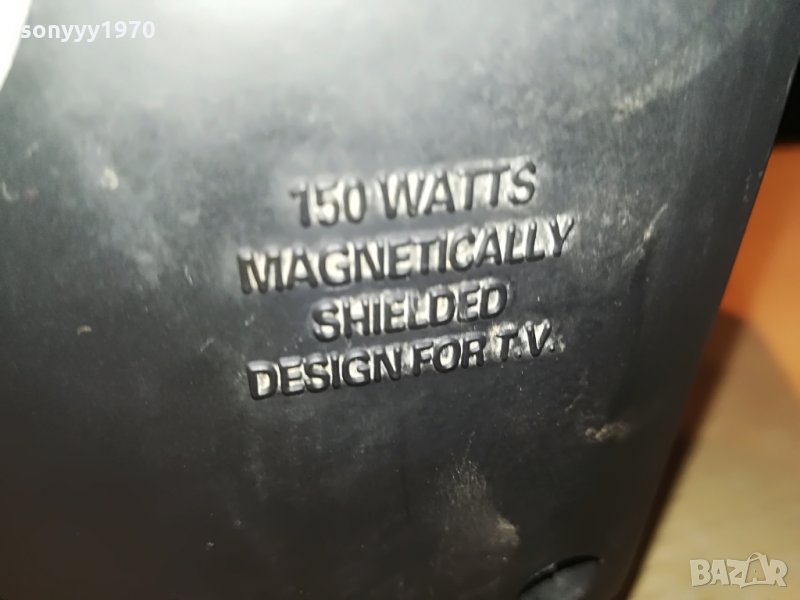 sonyyy1970
150 WATTS
MAGNETICALLY
SHIELDED
DESIGN FOR T.V.
BAZAR